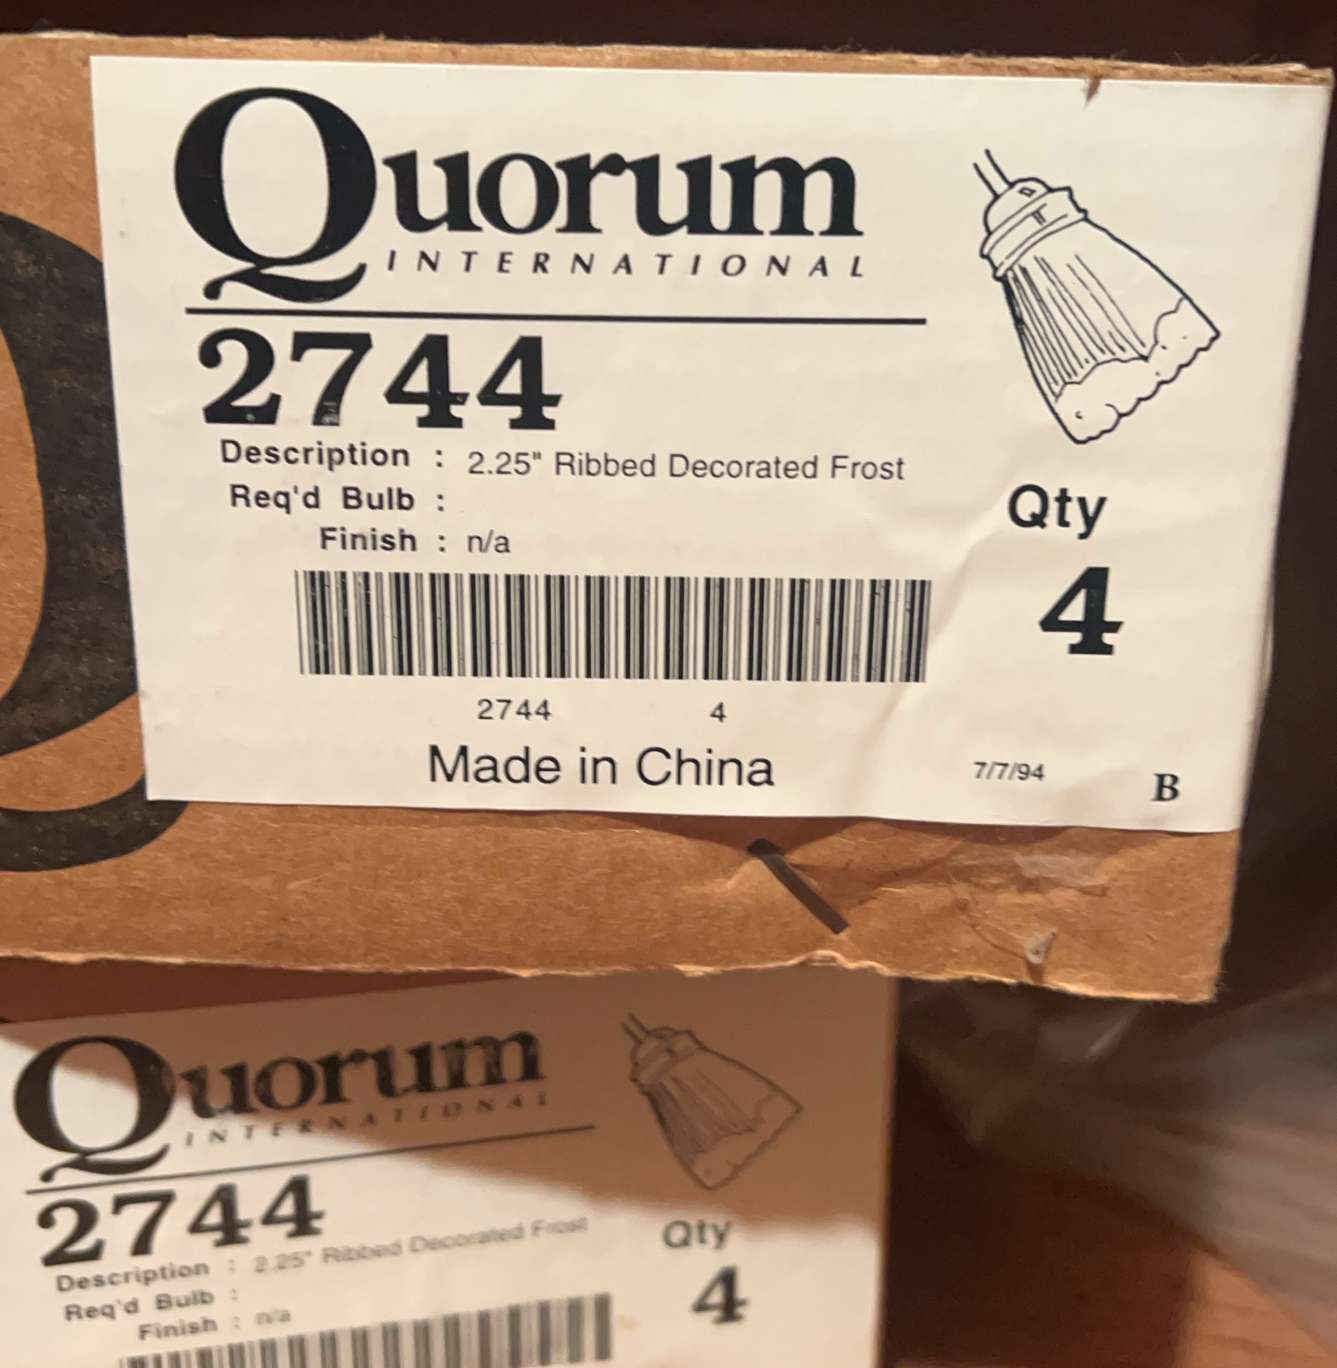 Quorum
INTERNATIONAL
2744
Description : 2.25" Ribbed Decorated Frost
Req'd Bulb :
Finish : n/a
Qty
4
2744 4
Made in China
7/7/94
B
Quorum
INTERNATIONAL
2744
Description : 2.25" Ribbed Decorated Frost
Req'd Bulb :
Finish : n/a
Qty
4